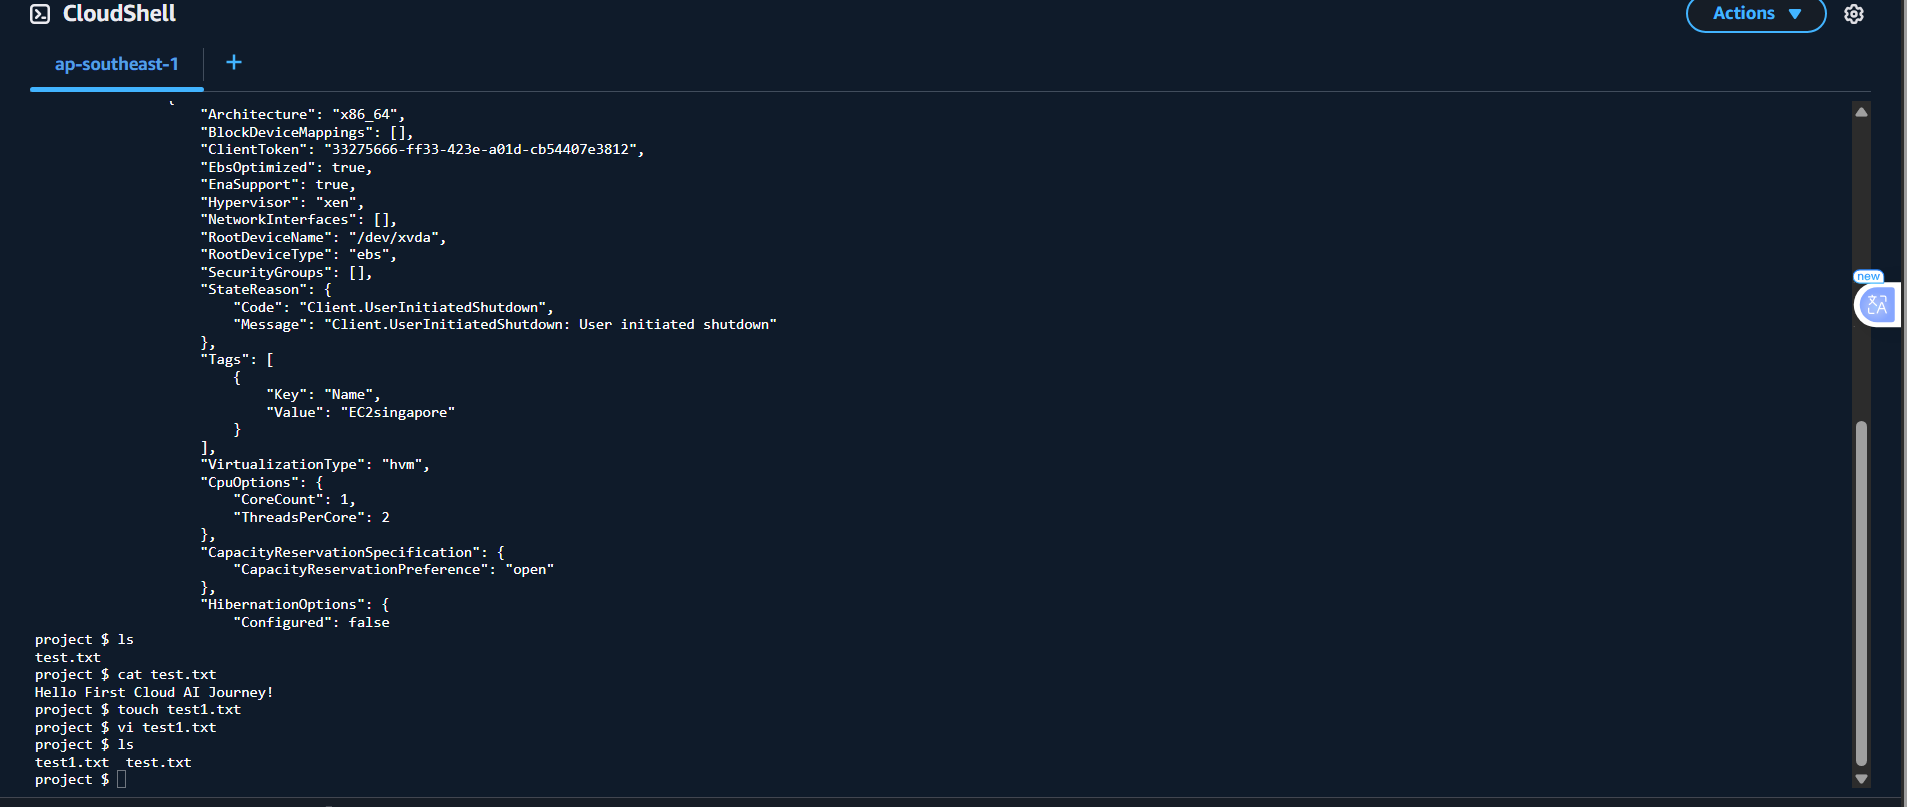 CloudShell
Actions
ap-southeast-1
+
{
"Architecture": "x86_64",
"BlockDeviceMappings": [],
"ClientToken": "33275666-ff33-423e-a01d-cb54407e3812",
"EbsOptimized": true,
"EnaSupport": true,
"Hypervisor": "xen",
"NetworkInterfaces": [],
"RootDeviceName": "/dev/xvda",
"RootDeviceType": "ebs",
"SecurityGroups": [],
"StateReason": {
"Code": "Client.UserInitiatedShutdown",
"Message": "Client.UserInitiatedShutdown: User initiated shutdown"
},
"Tags": [
{
"Key": "Name",
"Value": "EC2singapore"
}
],
"VirtualizationType": "hvm",
"CpuOptions": {
"CoreCount": 1,
"ThreadsPerCore": 2
},
"CapacityReservationSpecification": {
"CapacityReservationPreference": "open"
},
"HibernationOptions": {
"Configured": false
project $ ls
test.txt
project $ cat test.txt
Hello First Cloud AI Journey!
project $ touch test1.txt
project $ vi test1.txt
project $ ls
test1.txt  test.txt
project $
new
文A